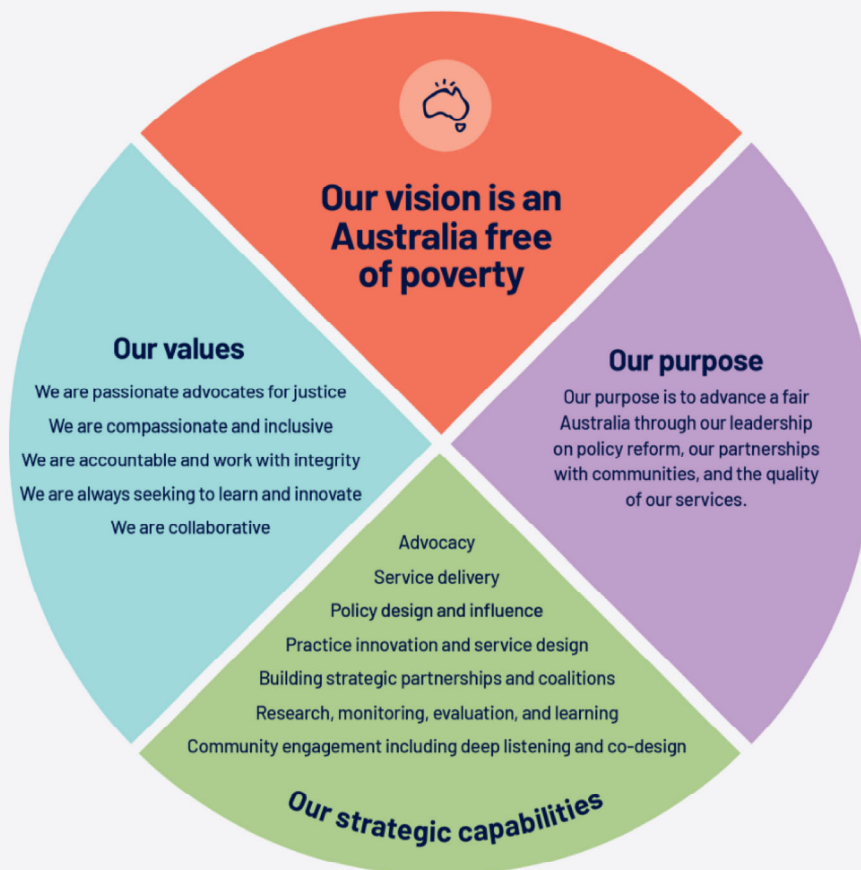 Our vision is an
Australia free
of poverty
Our values
We are passionate advocates for justice
We are compassionate and inclusive
We are accountable and work with integrity
We are always seeking to learn and innovate
We are collaborative
Our purpose
Our purpose is to advance a fair
Australia through our leadership
on policy reform, our partnerships
with communities, and the quality
of our services.
Advocacy
Service delivery
Policy design and influence
Practice innovation and service design
Building strategic partnerships and coalitions
Research, monitoring, evaluation, and learning
Community engagement including deep listening and co-design
Our strategic capabilities